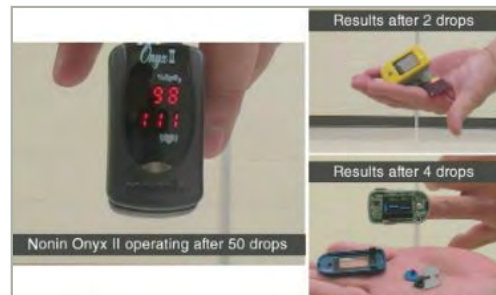 Onyx II
%SpO2
98
111
Nonin Onyx II operating after 50 drops
Results after 2 drops
Results after 4 drops